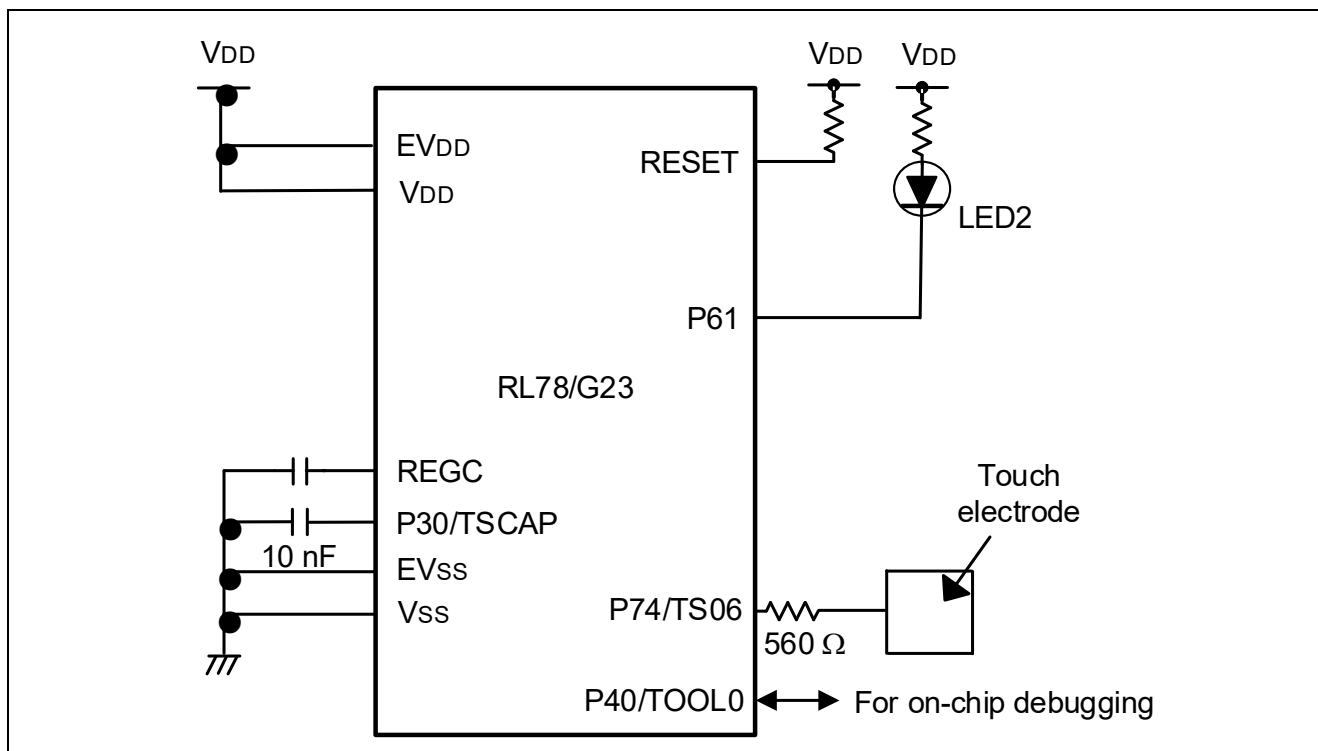 VDD
VDD
VDD
EVDD
VDD
RESET
LED2
P61
RL78/G23
REGC
P30/TSCAP
10 nF
EVSS
VSS
Touch
electrode
P74/TS06
560 Ω
P40/TOOL0
For on-chip debugging